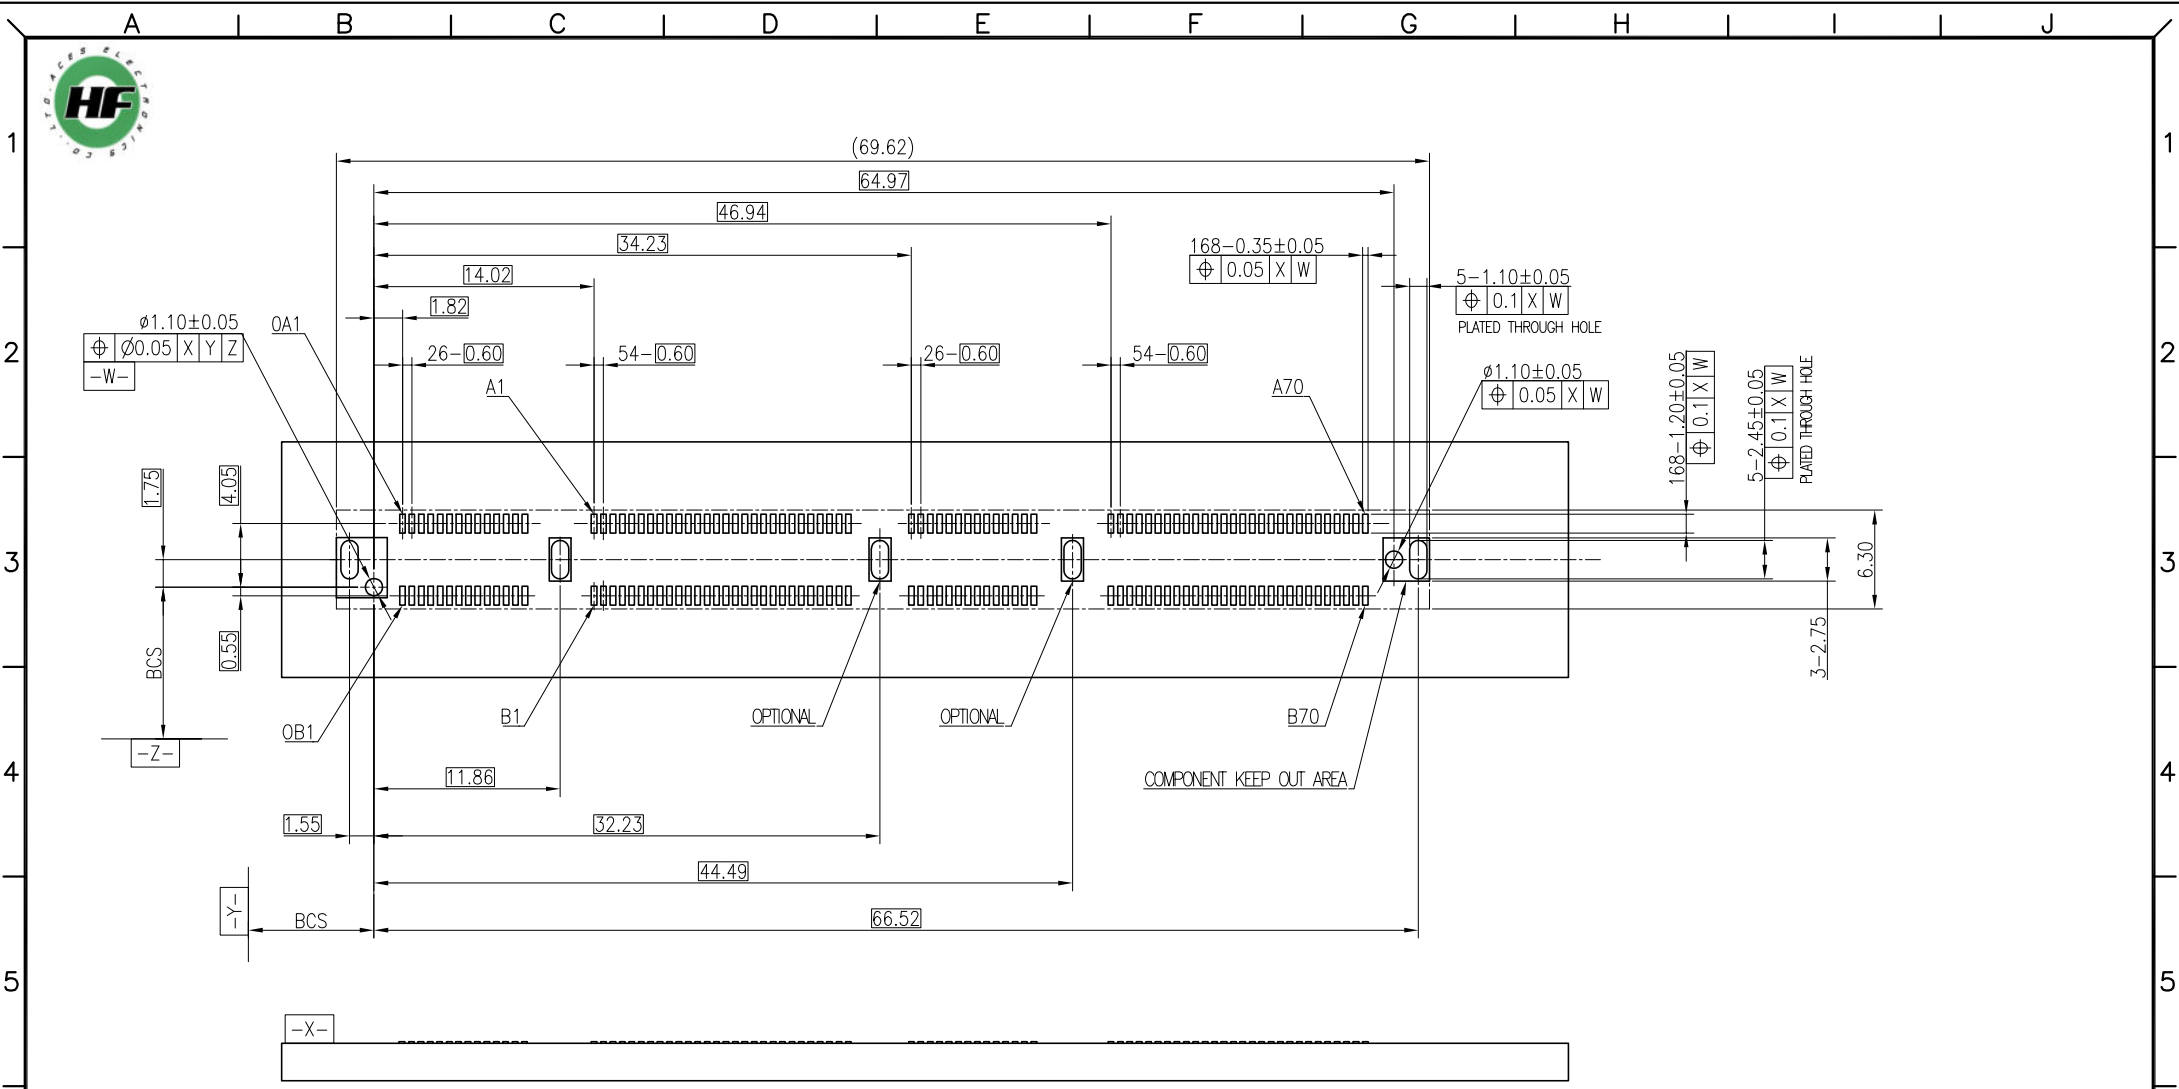 A B C D E F G H I J
ACES ELECTRONICS CO.,LTD.
HF
1 1
(69.62)
64.97
46.94
34.23
168-0.35±0.05
⌖ 0.05 X W
14.02
5-1.10±0.05
⌖ 0.1 X W
PLATED THROUGH HOLE
1.82
ø1.10±0.05
⌖ Ø0.05 X Y Z
-W-
0A1
2 2
26-0.60
54-0.60
26-0.60
54-0.60
ø1.10±0.05
⌖ 0.05 X W
A1
A70
168-1.20±0.05
⌖ 0.1 X W
5-2.45±0.05
⌖ 0.1 X W
PLATED THROUGH HOLE
1.75
4.05
3 3
6.30
0.55
BCS
3-2.75
0B1
B1
OPTIONAL
OPTIONAL
B70
-Z-
4 4
11.86
COMPONENT KEEP OUT AREA
1.55
32.23
44.49
-Y-
BCS
66.52
5 5
-X-